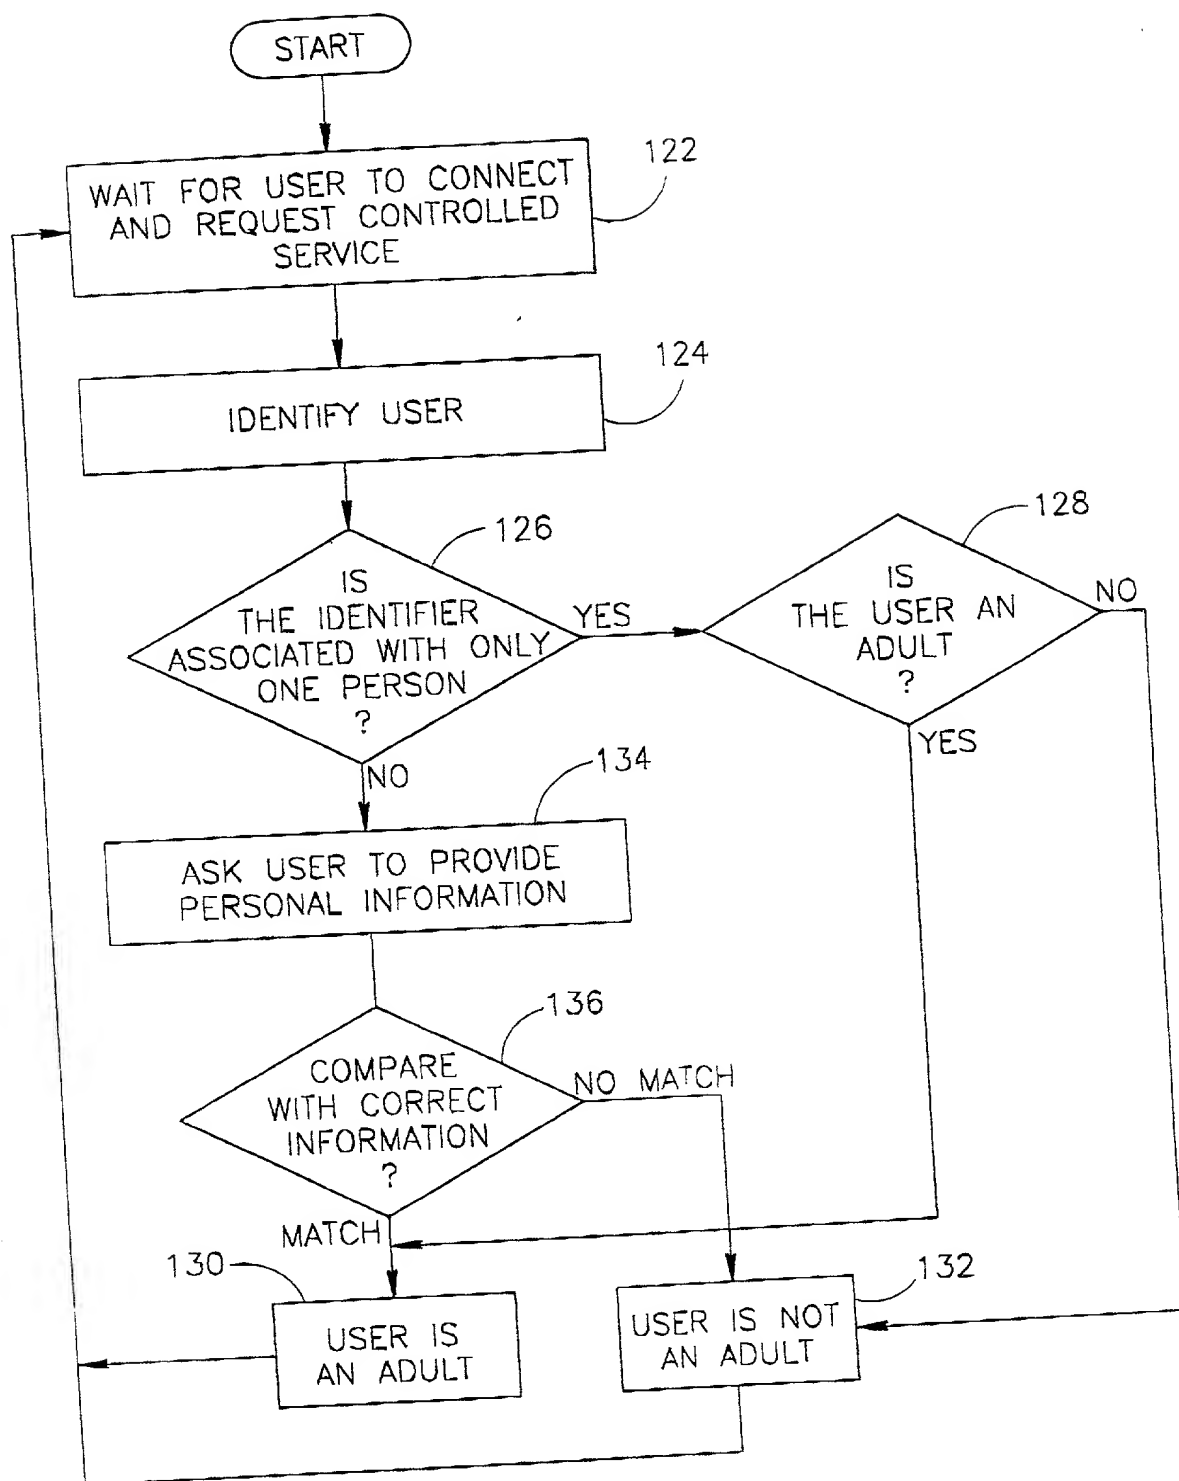 START
WAIT FOR USER TO CONNECT
AND REQUEST CONTROLLED
SERVICE
122
IDENTIFY USER
124
126
IS
THE IDENTIFIER
ASSOCIATED WITH ONLY
ONE PERSON
?
YES
NO
128
IS
THE USER AN
ADULT
?
NO
YES
134
ASK USER TO PROVIDE
PERSONAL INFORMATION
136
COMPARE
WITH CORRECT
INFORMATION
?
NO MATCH
MATCH
130
USER IS
AN ADULT
132
USER IS NOT
AN ADULT